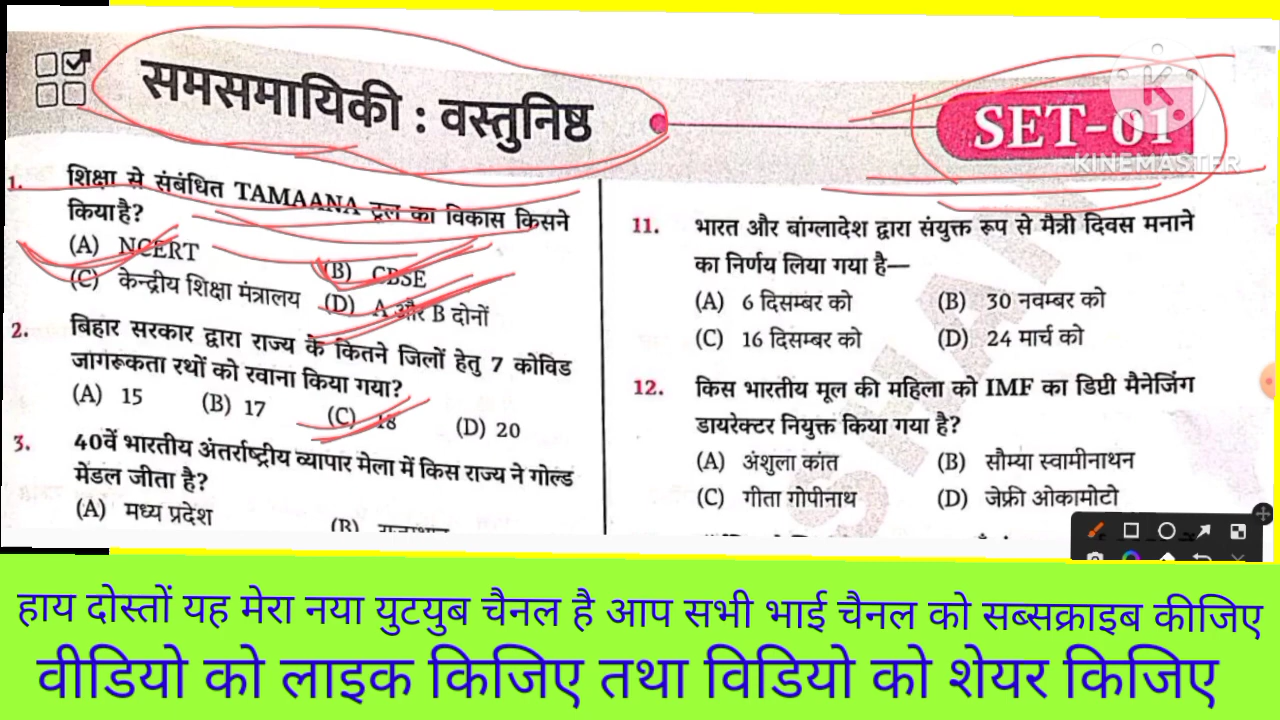 समसमायिकी : वस्तुनिष्ठ
SET-01
KINEMASTER
1. शिक्षा से संबंधित TAMAANA टूल का विकास किसने
किया है?
(A) NCERT
(B) CBSE
(C) केन्द्रीय शिक्षा मंत्रालय
(D) A और B दोनों
2. बिहार सरकार द्वारा राज्य के कितने जिलों हेतु 7 कोविड
जागरूकता रथों को रवाना किया गया?
(A) 15 (B) 17 (C) 18 (D) 20
3. 40वें भारतीय अंतर्राष्ट्रीय व्यापार मेला में किस राज्य ने गोल्ड
मेंडल जीता है?
(A) मध्य प्रदेश (B)
11. भारत और बांग्लादेश द्वारा संयुक्त रूप से मैत्री दिवस मनाने
का निर्णय लिया गया है—
(A) 6 दिसम्बर को (B) 30 नवम्बर को
(C) 16 दिसम्बर को (D) 24 मार्च को
12. किस भारतीय मूल की महिला को IMF का डिप्टी मैनेजिंग
डायरेक्टर नियुक्त किया गया है?
(A) अंशुला कांत (B) सौम्या स्वामीनाथन
(C) गीता गोपीनाथ (D) जेफ्री ओकामोटो
हाय दोस्तों यह मेरा नया युटयुब चैनल है आप सभी भाई चैनल को सब्सक्राइब कीजिए
वीडियो को लाइक किजिए तथा विडियो को शेयर किजिए